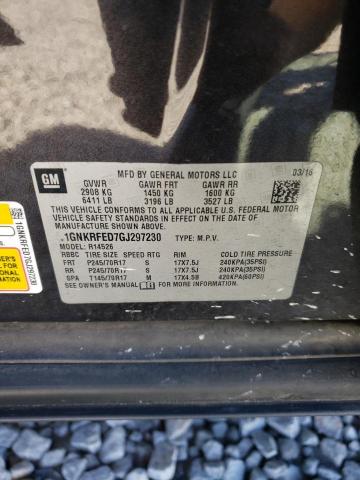 GM
MFD BY GENERAL MOTORS LLC 03/16
GVWR GAWR FRT GAWR RR
2908 KG 1450 KG 1600 KG
6411 LB 3196 LB 3527 LB
THIS VEHICLE CONFORMS TO ALL APPLICABLE
U.S. FEDERAL MOTOR VEHICLE SAFETY
STANDARDS IN EFFECT ON THE DATE OF
MANUFACTURE SHOWN ABOVE.
1GNKRFED7GJ297230 TYPE: M.P.V.
MODEL: R14526
RBBC TIRE SIZE SPEED RTG RIM COLD TIRE PRESSURE
FRT P245/70R17 S 17X7.5J 240KPA(35PSI)
RR P245/70R17 S 17X7.5J 240KPA(35PSI)
SPA T145/70R17 M 17X4.5B 420KPA(60PSI)
SEE OWNER'S MANUAL FOR MORE INFORMATION.
1GNKRFED7GJ297230